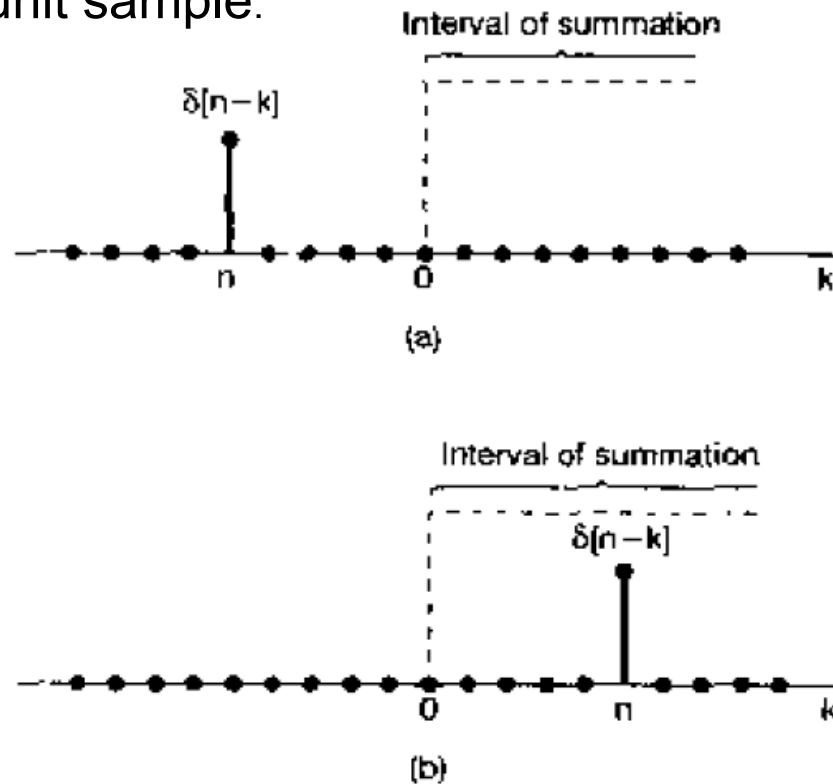 unit sample.
Interval of summation
δ[n−k]
n 0 k
(a)
Interval of summation
δ[n−k]
0 n k
(b)